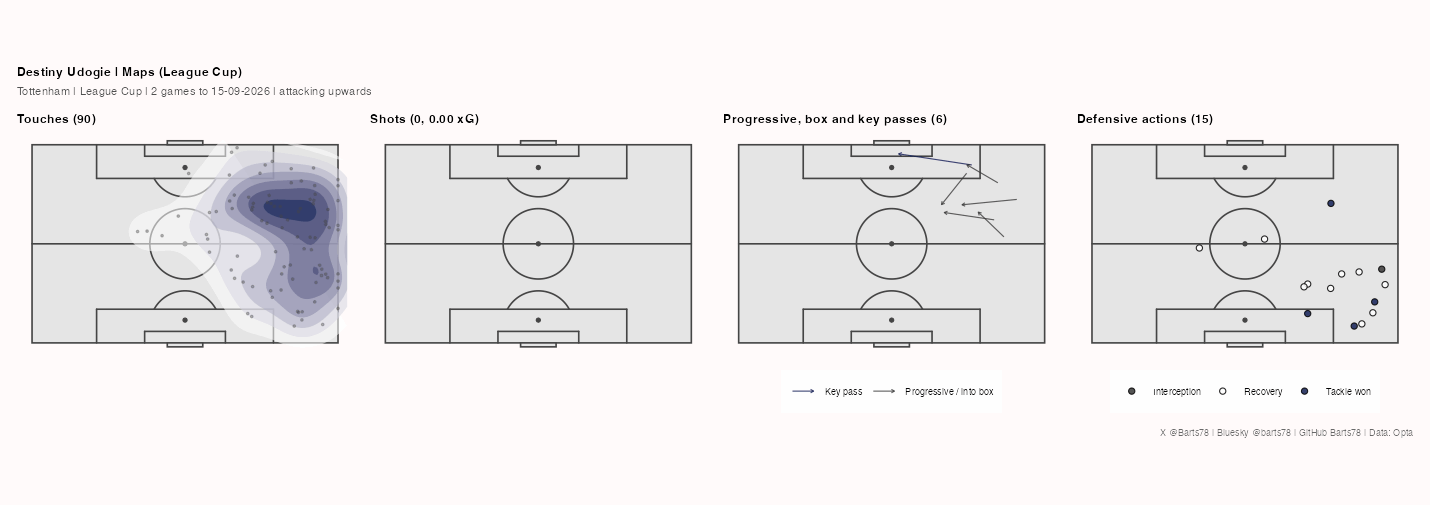 Destiny Udogie | Maps (League Cup)
Tottenham | League Cup | 2 games to 15-09-2026 | attacking upwards
Touches (90)
Shots (0, 0.00 xG)
Progressive, box and key passes (6)
Defensive actions (15)
Key pass
Progressive / into box
Interception
Recovery
Tackle won
X @Barts78 | Bluesky @barts78 | GitHub Barts78 | Data: Opta